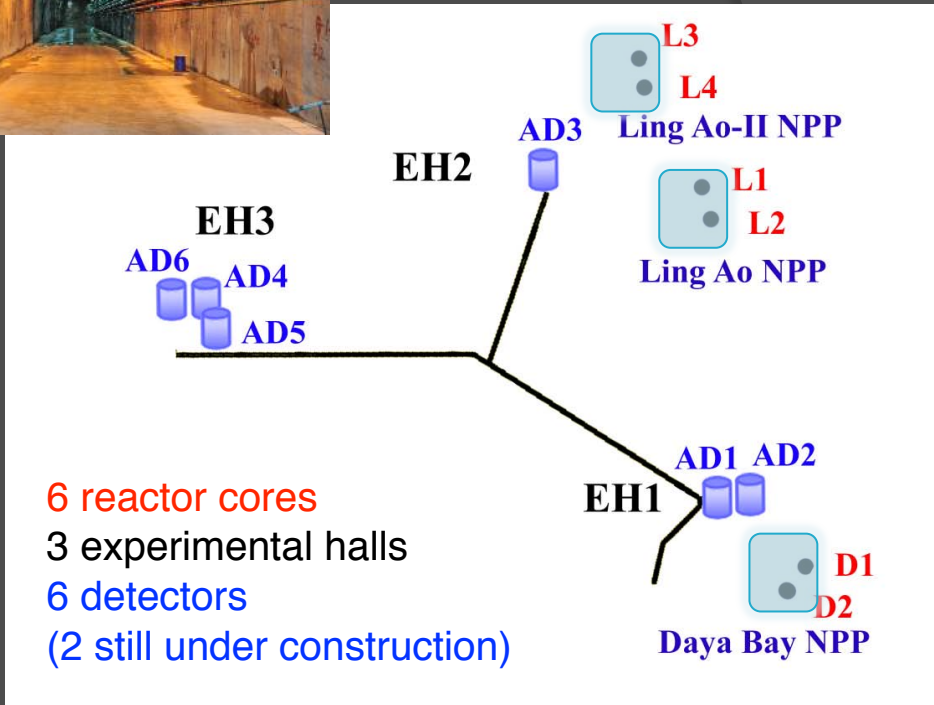 L3
L4
Ling Ao-II NPP
AD3
EH2
L1
L2
Ling Ao NPP
EH3
AD6
AD4
AD5
AD1 AD2
EH1
D1
D2
Daya Bay NPP
6 reactor cores
3 experimental halls
6 detectors
(2 still under construction)